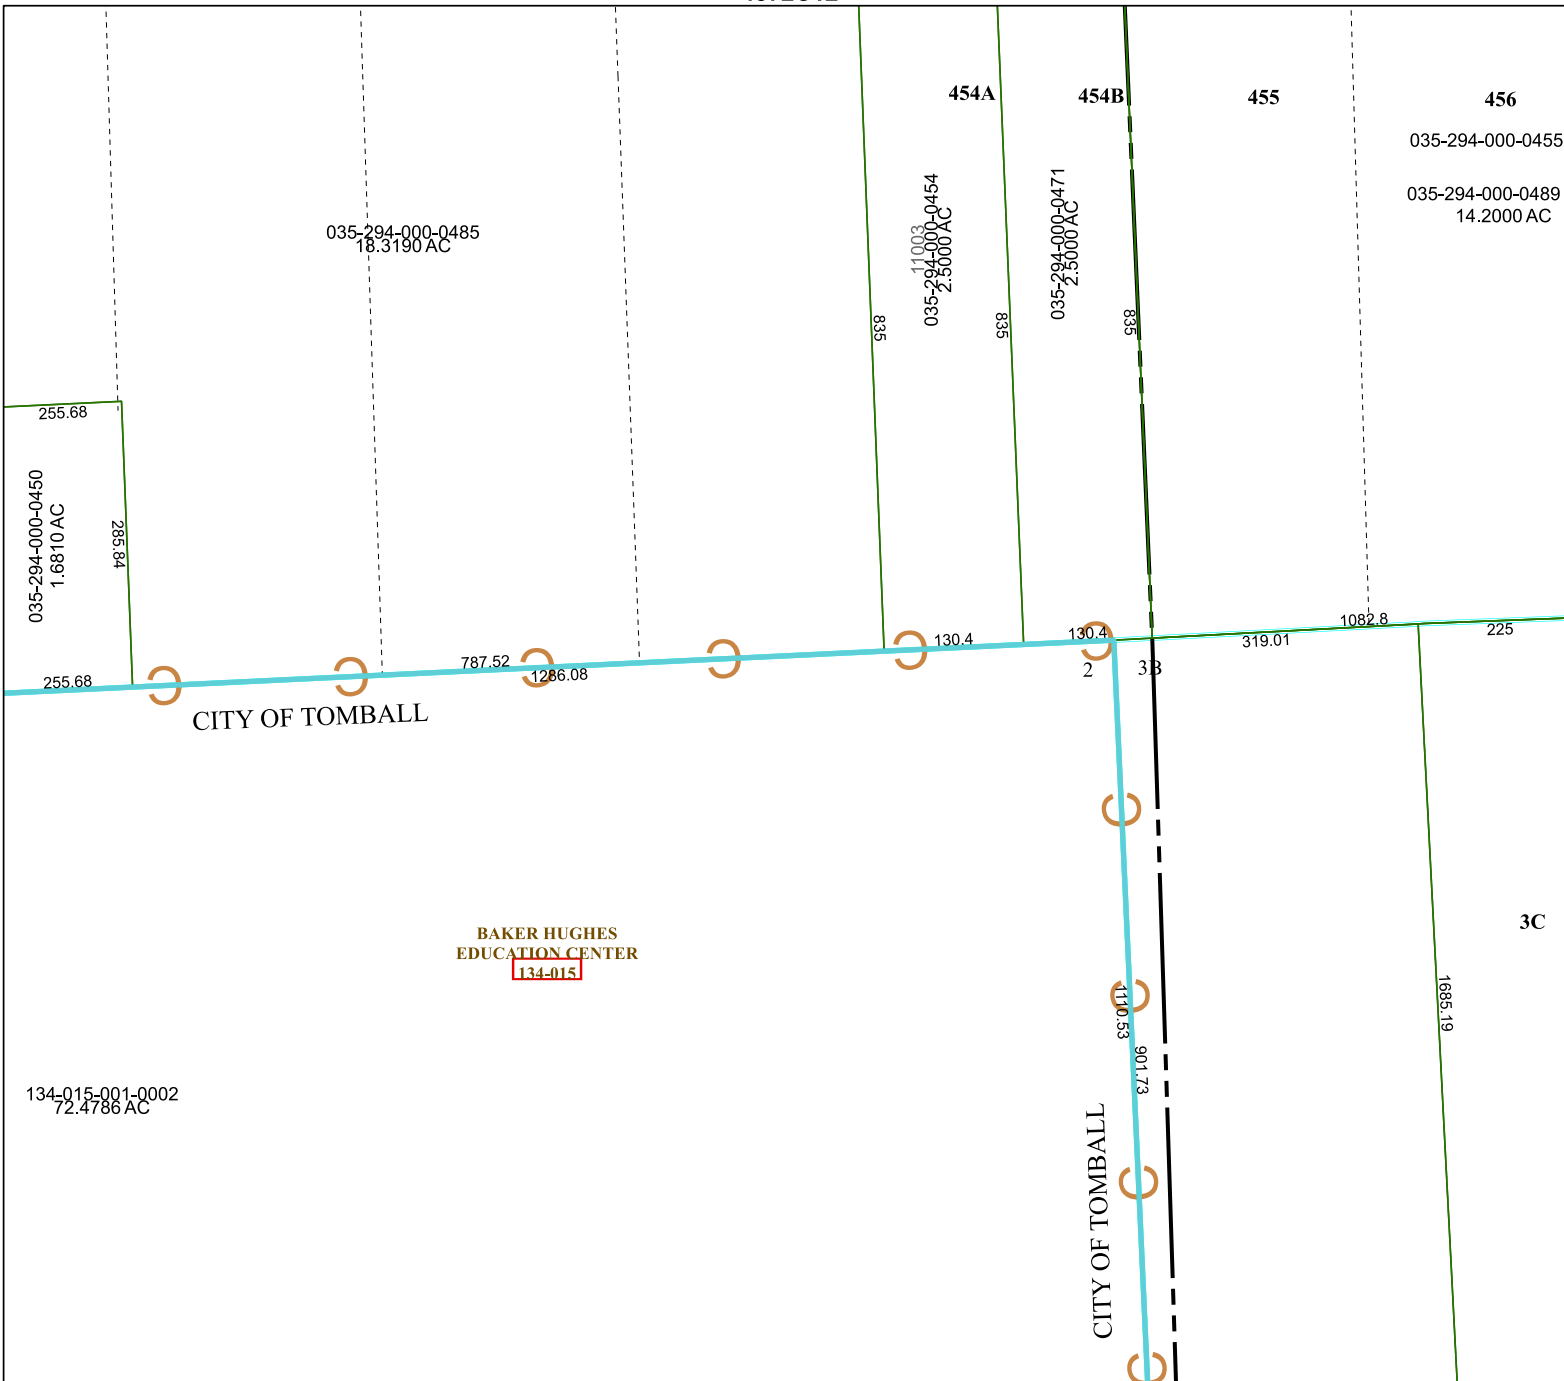 454A
454B
455
456
035-294-000-0455
035-294-000-0489
14.2000 AC
035-294-000-0485
18.3190 AC
11003
035-294-000-0454
2.5000 AC
035-294-000-0471
2.5000 AC
835
835
835
255.68
035-294-000-0450
1.6810 AC
285.84
1082.8
130.4
130.4
319.01
225
787.52
1286.08
255.68
2
3B
CITY OF TOMBALL
3C
BAKER HUGHES
EDUCATION CENTER
134-015
1110.53
901.73
1685.19
134-015-001-0002
72.4786 AC
CITY OF TOMBALL